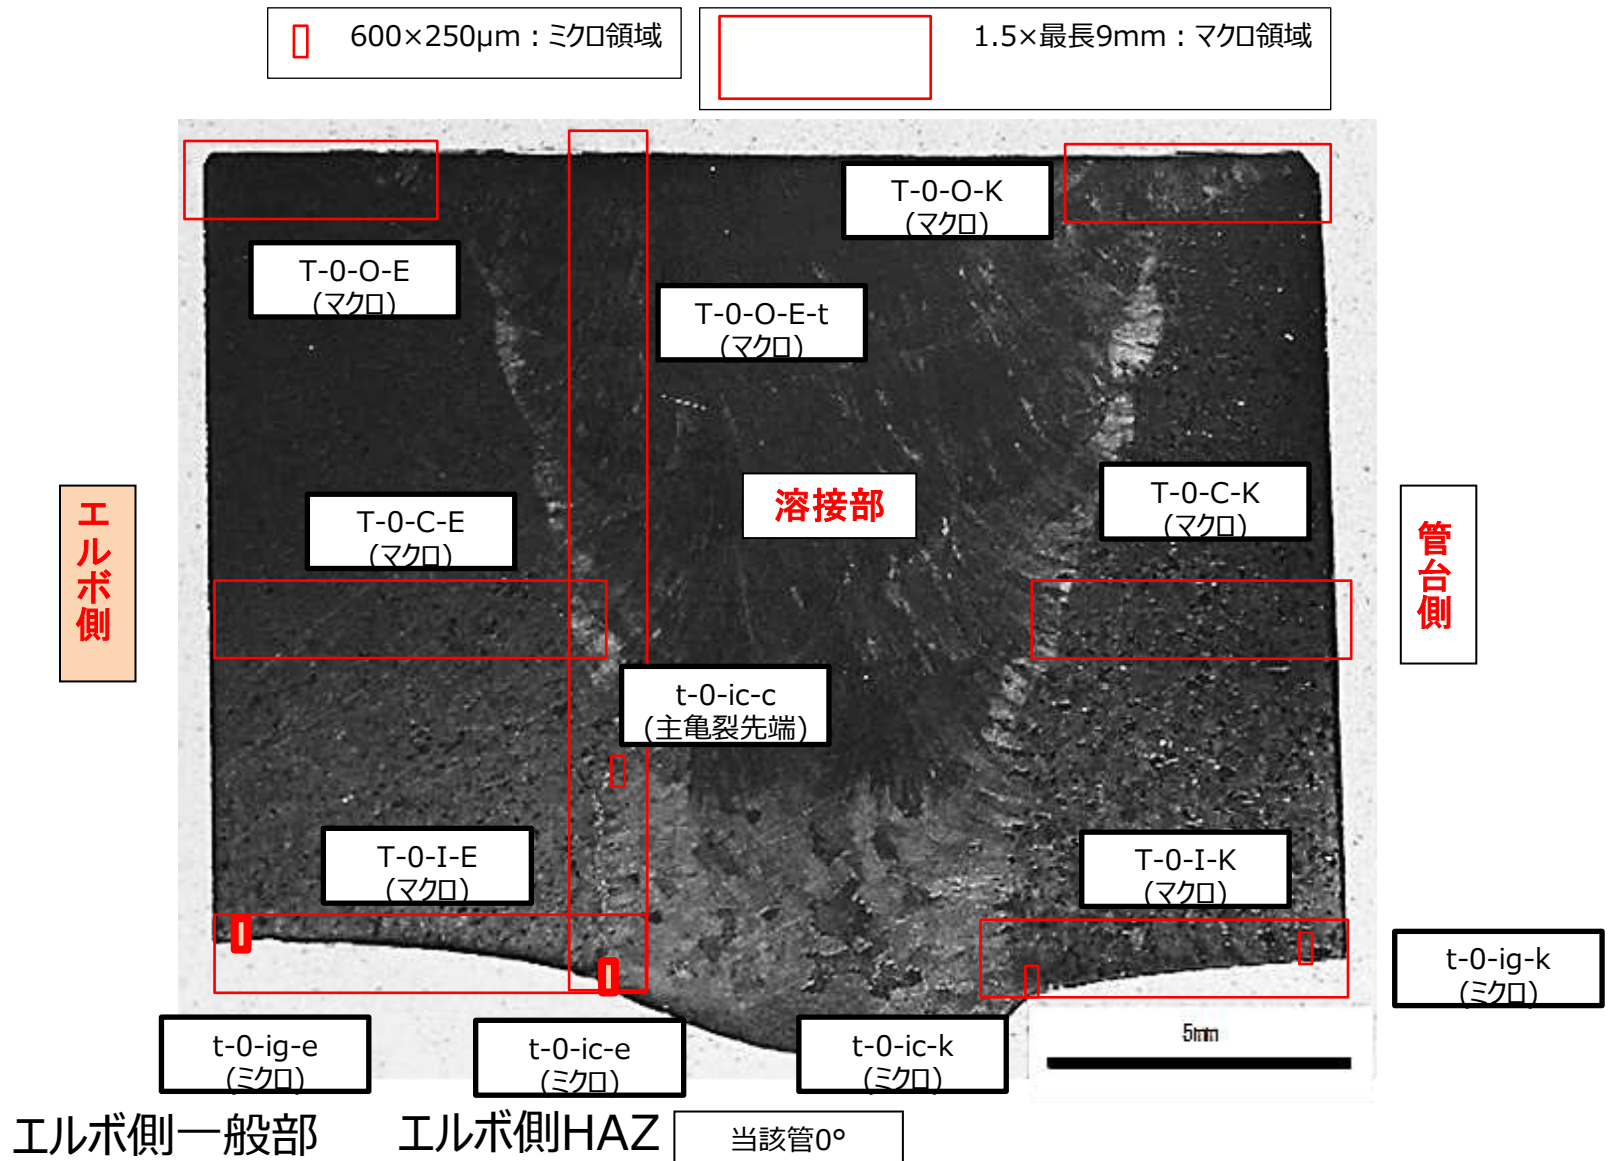 600×250μm：ミクロ領域
1.5×最長9mm：マクロ領域
T-0-O-K
(マクロ)
T-0-O-E
(マクロ)
T-0-O-E-t
(マクロ)
溶接部
T-0-C-E
(マクロ)
T-0-C-K
(マクロ)
エルボ側
管台側
t-0-ic-c
(主亀裂先端)
T-0-I-E
(マクロ)
T-0-I-K
(マクロ)
t-0-ig-k
(ミクロ)
t-0-ig-e
(ミクロ)
t-0-ic-e
(ミクロ)
t-0-ic-k
(ミクロ)
5mm
エルボ側一般部
エルボ側HAZ
当該管0°